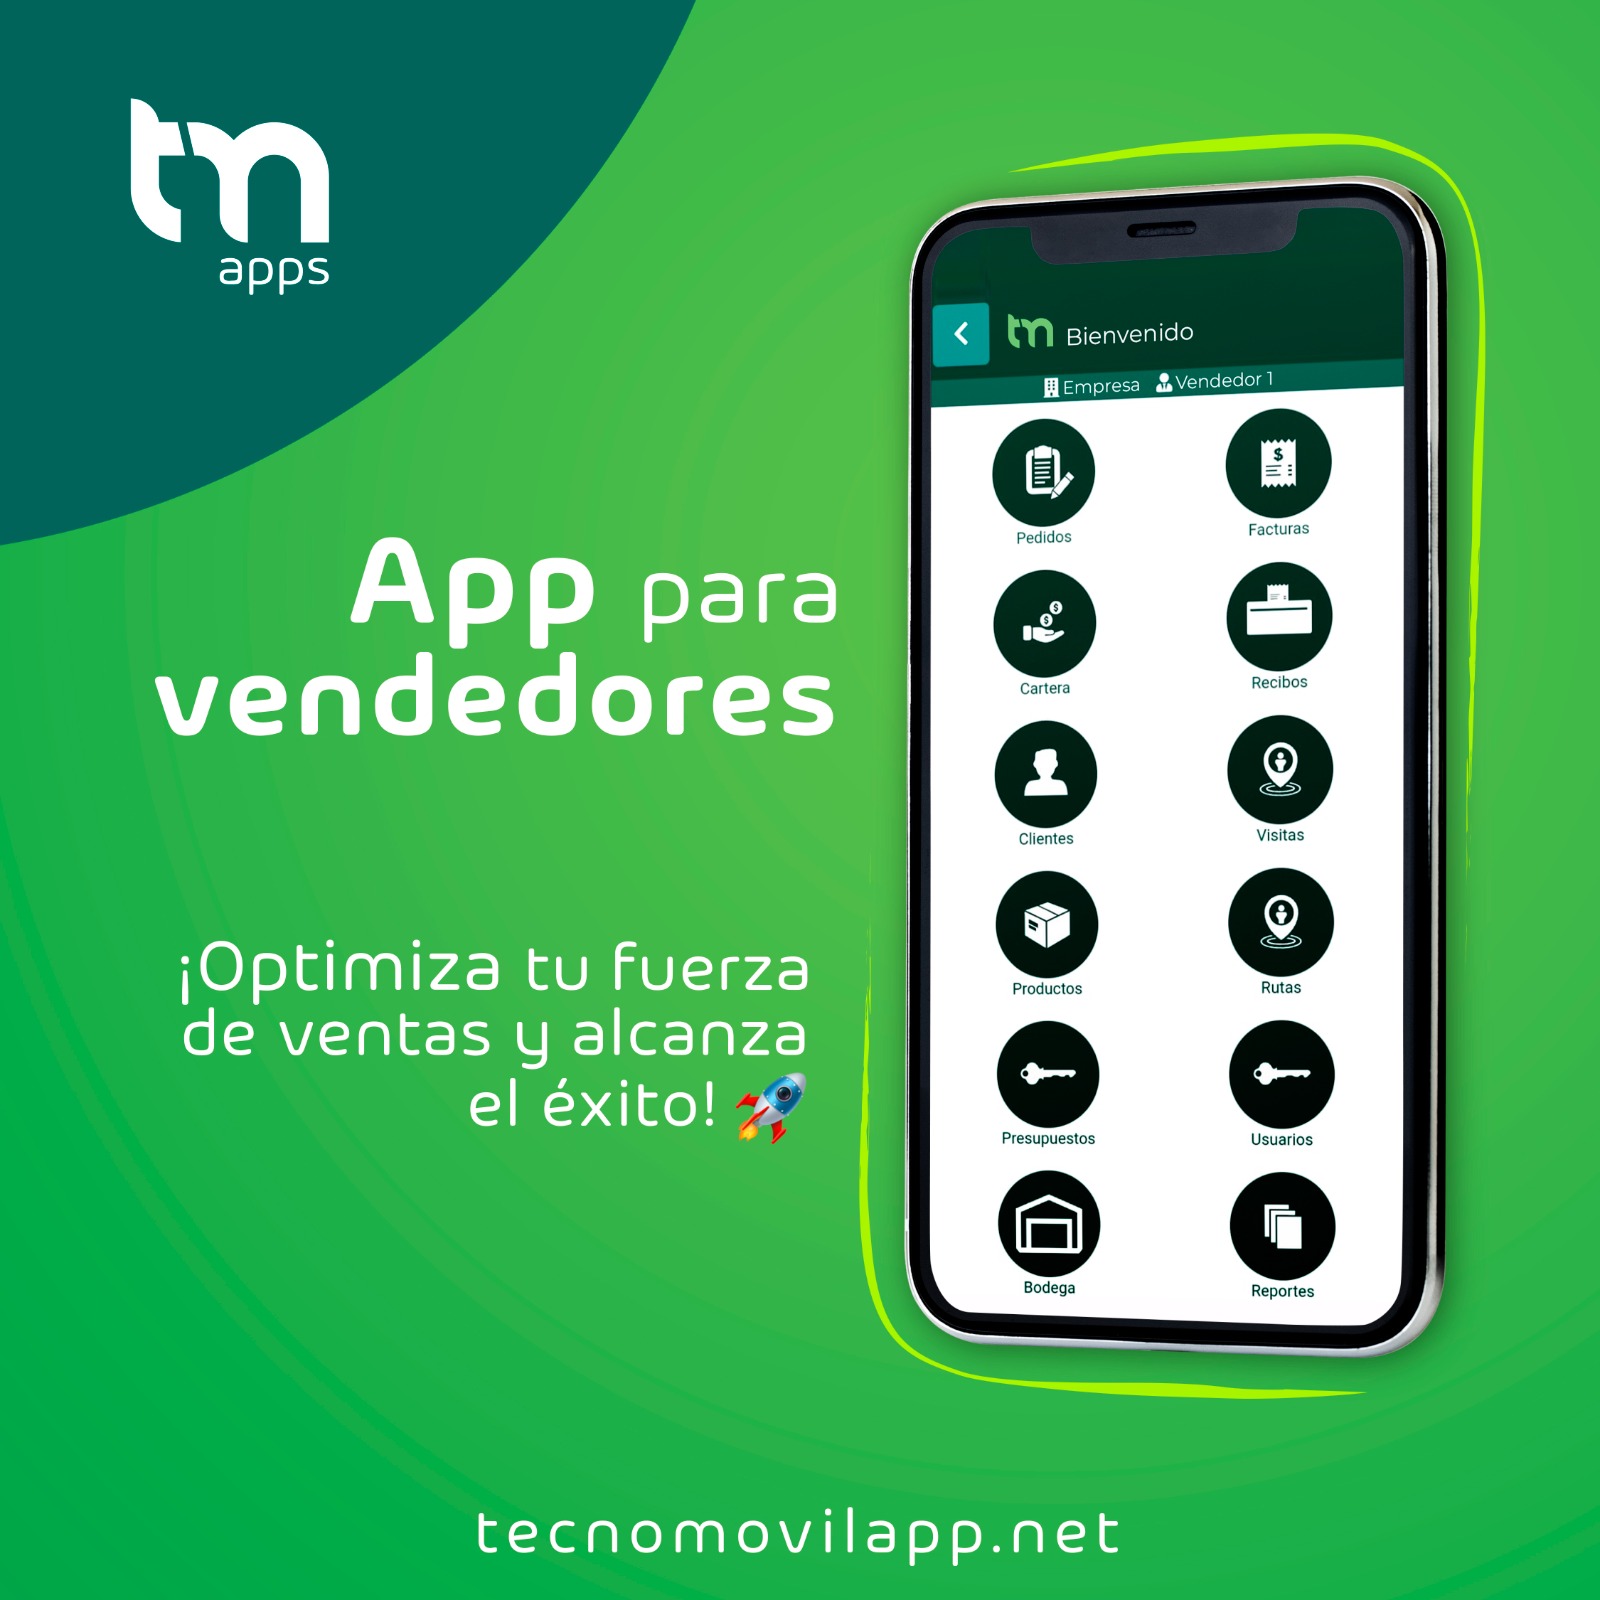 tm
apps
App para
vendedores
¡Optimiza tu fuerza
de ventas y alcanza
el éxito!
tm Bienvenido
Empresa Vendedor 1
Pedidos
Facturas
Cartera
Recibos
Clientes
Visitas
Productos
Rutas
Presupuestos
Usuarios
Bodega
Reportes
tecnomovilapp.net